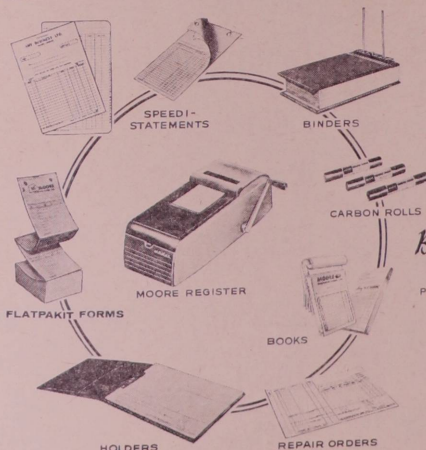 SPEEDI-
STATEMENTS
BINDERS
CARBON ROLLS
MOORE REGISTER
FLATPAKIT FORMS
BOOKS
HOLDERS
REPAIR ORDERS